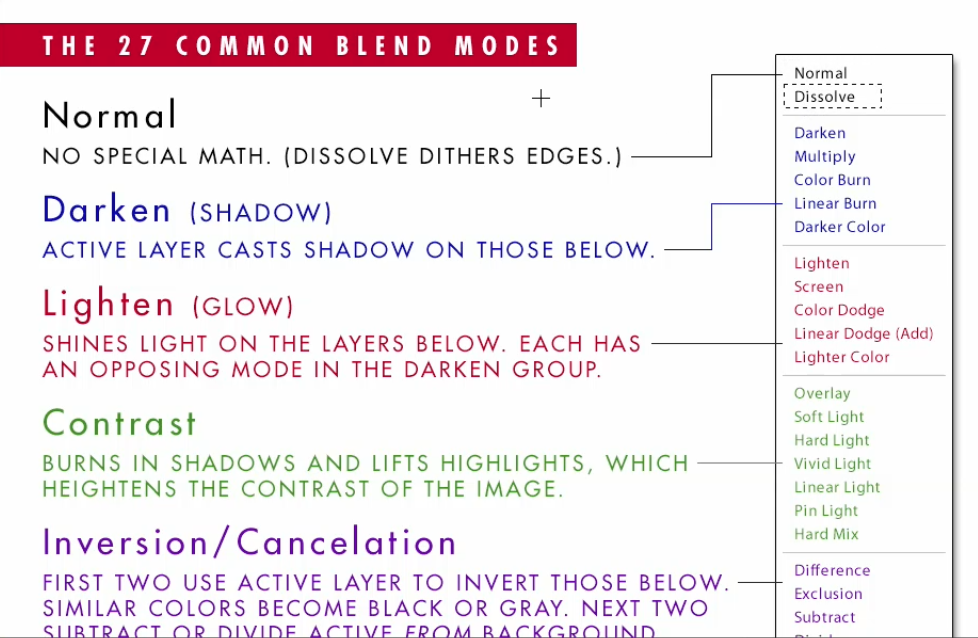 THE 27 COMMON BLEND MODES
Normal
NO SPECIAL MATH. (DISSOLVE DITHERS EDGES.)
Darken (SHADOW)
ACTIVE LAYER CASTS SHADOW ON THOSE BELOW.
Lighten (GLOW)
SHINES LIGHT ON THE LAYERS BELOW. EACH HAS
AN OPPOSING MODE IN THE DARKEN GROUP.
Contrast
BURNS IN SHADOWS AND LIFTS HIGHLIGHTS, WHICH
HEIGHTENS THE CONTRAST OF THE IMAGE.
Inversion/Cancelation
FIRST TWO USE ACTIVE LAYER TO INVERT THOSE BELOW.
SIMILAR COLORS BECOME BLACK OR GRAY. NEXT TWO
SUBTRACT OR DIVIDE ACTIVE FROM BACKGROUND
Normal
Dissolve
Darken
Multiply
Color Burn
Linear Burn
Darker Color
Lighten
Screen
Color Dodge
Linear Dodge (Add)
Lighter Color
Overlay
Soft Light
Hard Light
Vivid Light
Linear Light
Pin Light
Hard Mix
Difference
Exclusion
Subtract